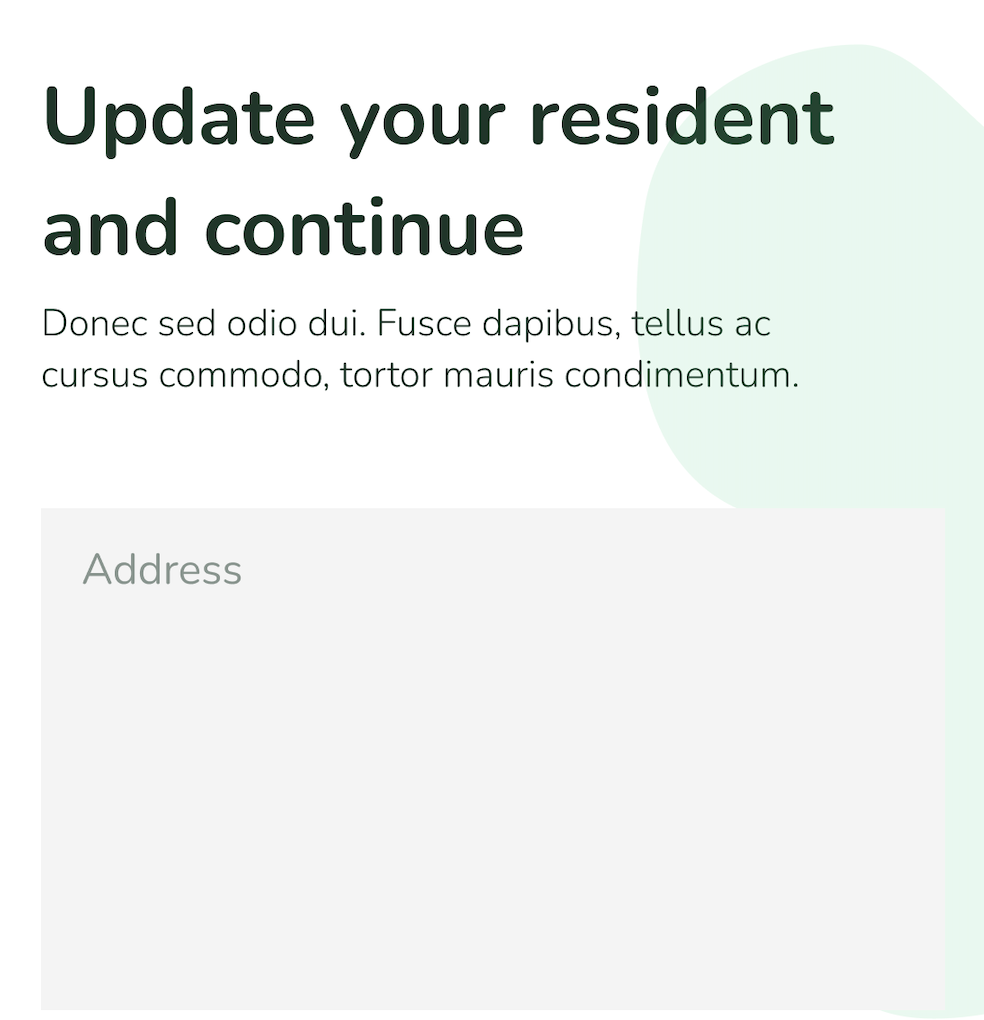 Update your resident
and continue
Donec sed odio dui. Fusce dapibus, tellus ac
cursus commodo, tortor mauris condimentum.
Address